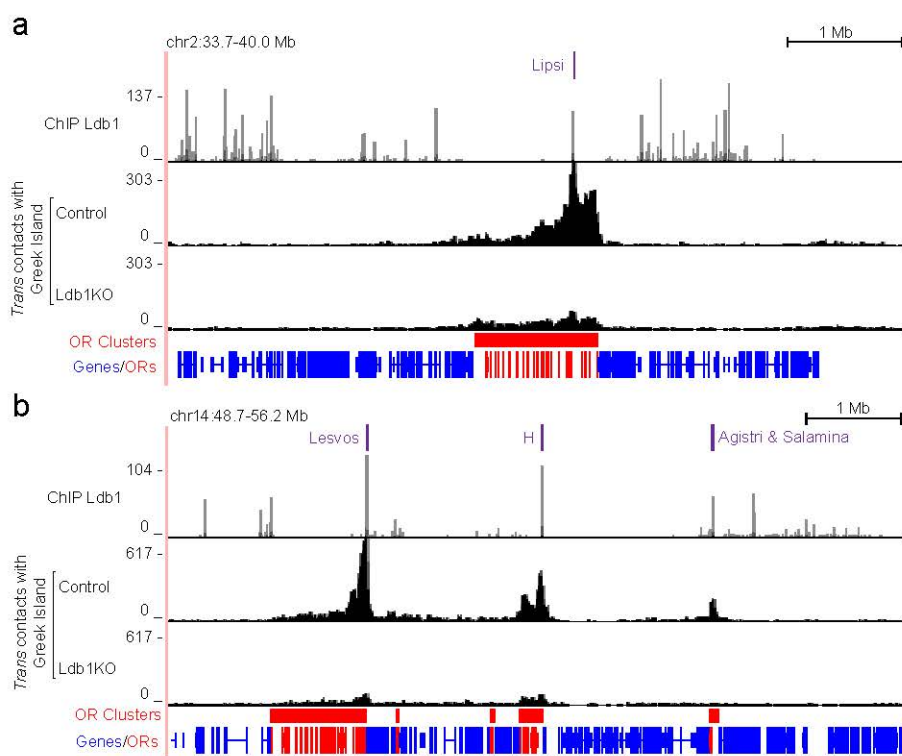 a
chr2:33.7-40.0 Mb
1 Mb
Lipsi
137
ChIP Ldb1
0
303
Trans contacts with
Greek Island
Control
0
303
Ldb1KO
0
OR Clusters
Genes/ORs
b
chr14:48.7-56.2 Mb
1 Mb
Lesvos
H
Agistri & Salamina
104
ChIP Ldb1
0
617
Trans contacts with
Greek Island
Control
0
617
Ldb1KO
0
OR Clusters
Genes/ORs